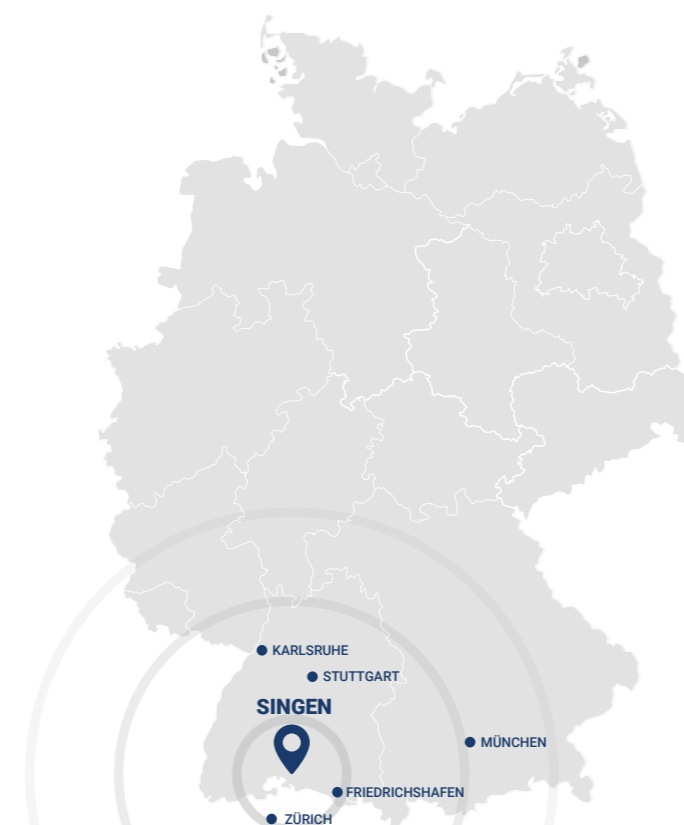 KARLSRUHE
STUTTGART
SINGEN
MÜNCHEN
FRIEDRICHSHAFEN
ZÜRICH